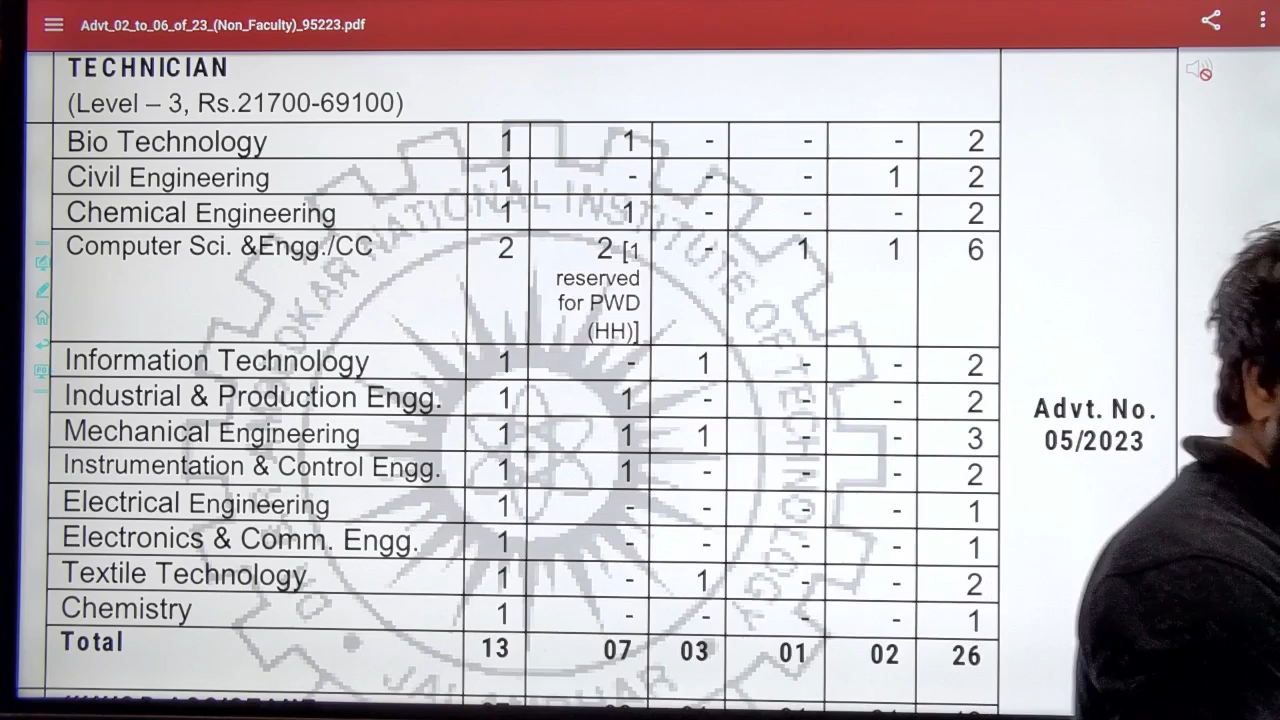 Advt_02_to_06_of_23_(Non_Faculty)_95223.pdf
TECHNICIAN
(Level – 3, Rs.21700-69100)
Bio Technology 1 1 - - - 2
Civil Engineering 1 - - - 1 2
Chemical Engineering 1 1 - - - 2
Computer Sci. &Engg./CC 2 2 [1 - 1 1 6
reserved
for PWD
(HH)]
Information Technology 1 - 1 - - 2
Industrial & Production Engg. 1 1 - - - 2
Mechanical Engineering 1 1 1 - - 3
Instrumentation & Control Engg. 1 1 - - - 2
Electrical Engineering 1 - - - - 1
Electronics & Comm. Engg. 1 - - - - 1
Textile Technology 1 - 1 - - 2
Chemistry 1 - - - - 1
Total 13 07 03 01 02 26
Advt. No.
05/2023
NATIONAL INSTITUTE OF TECHNOLOGY